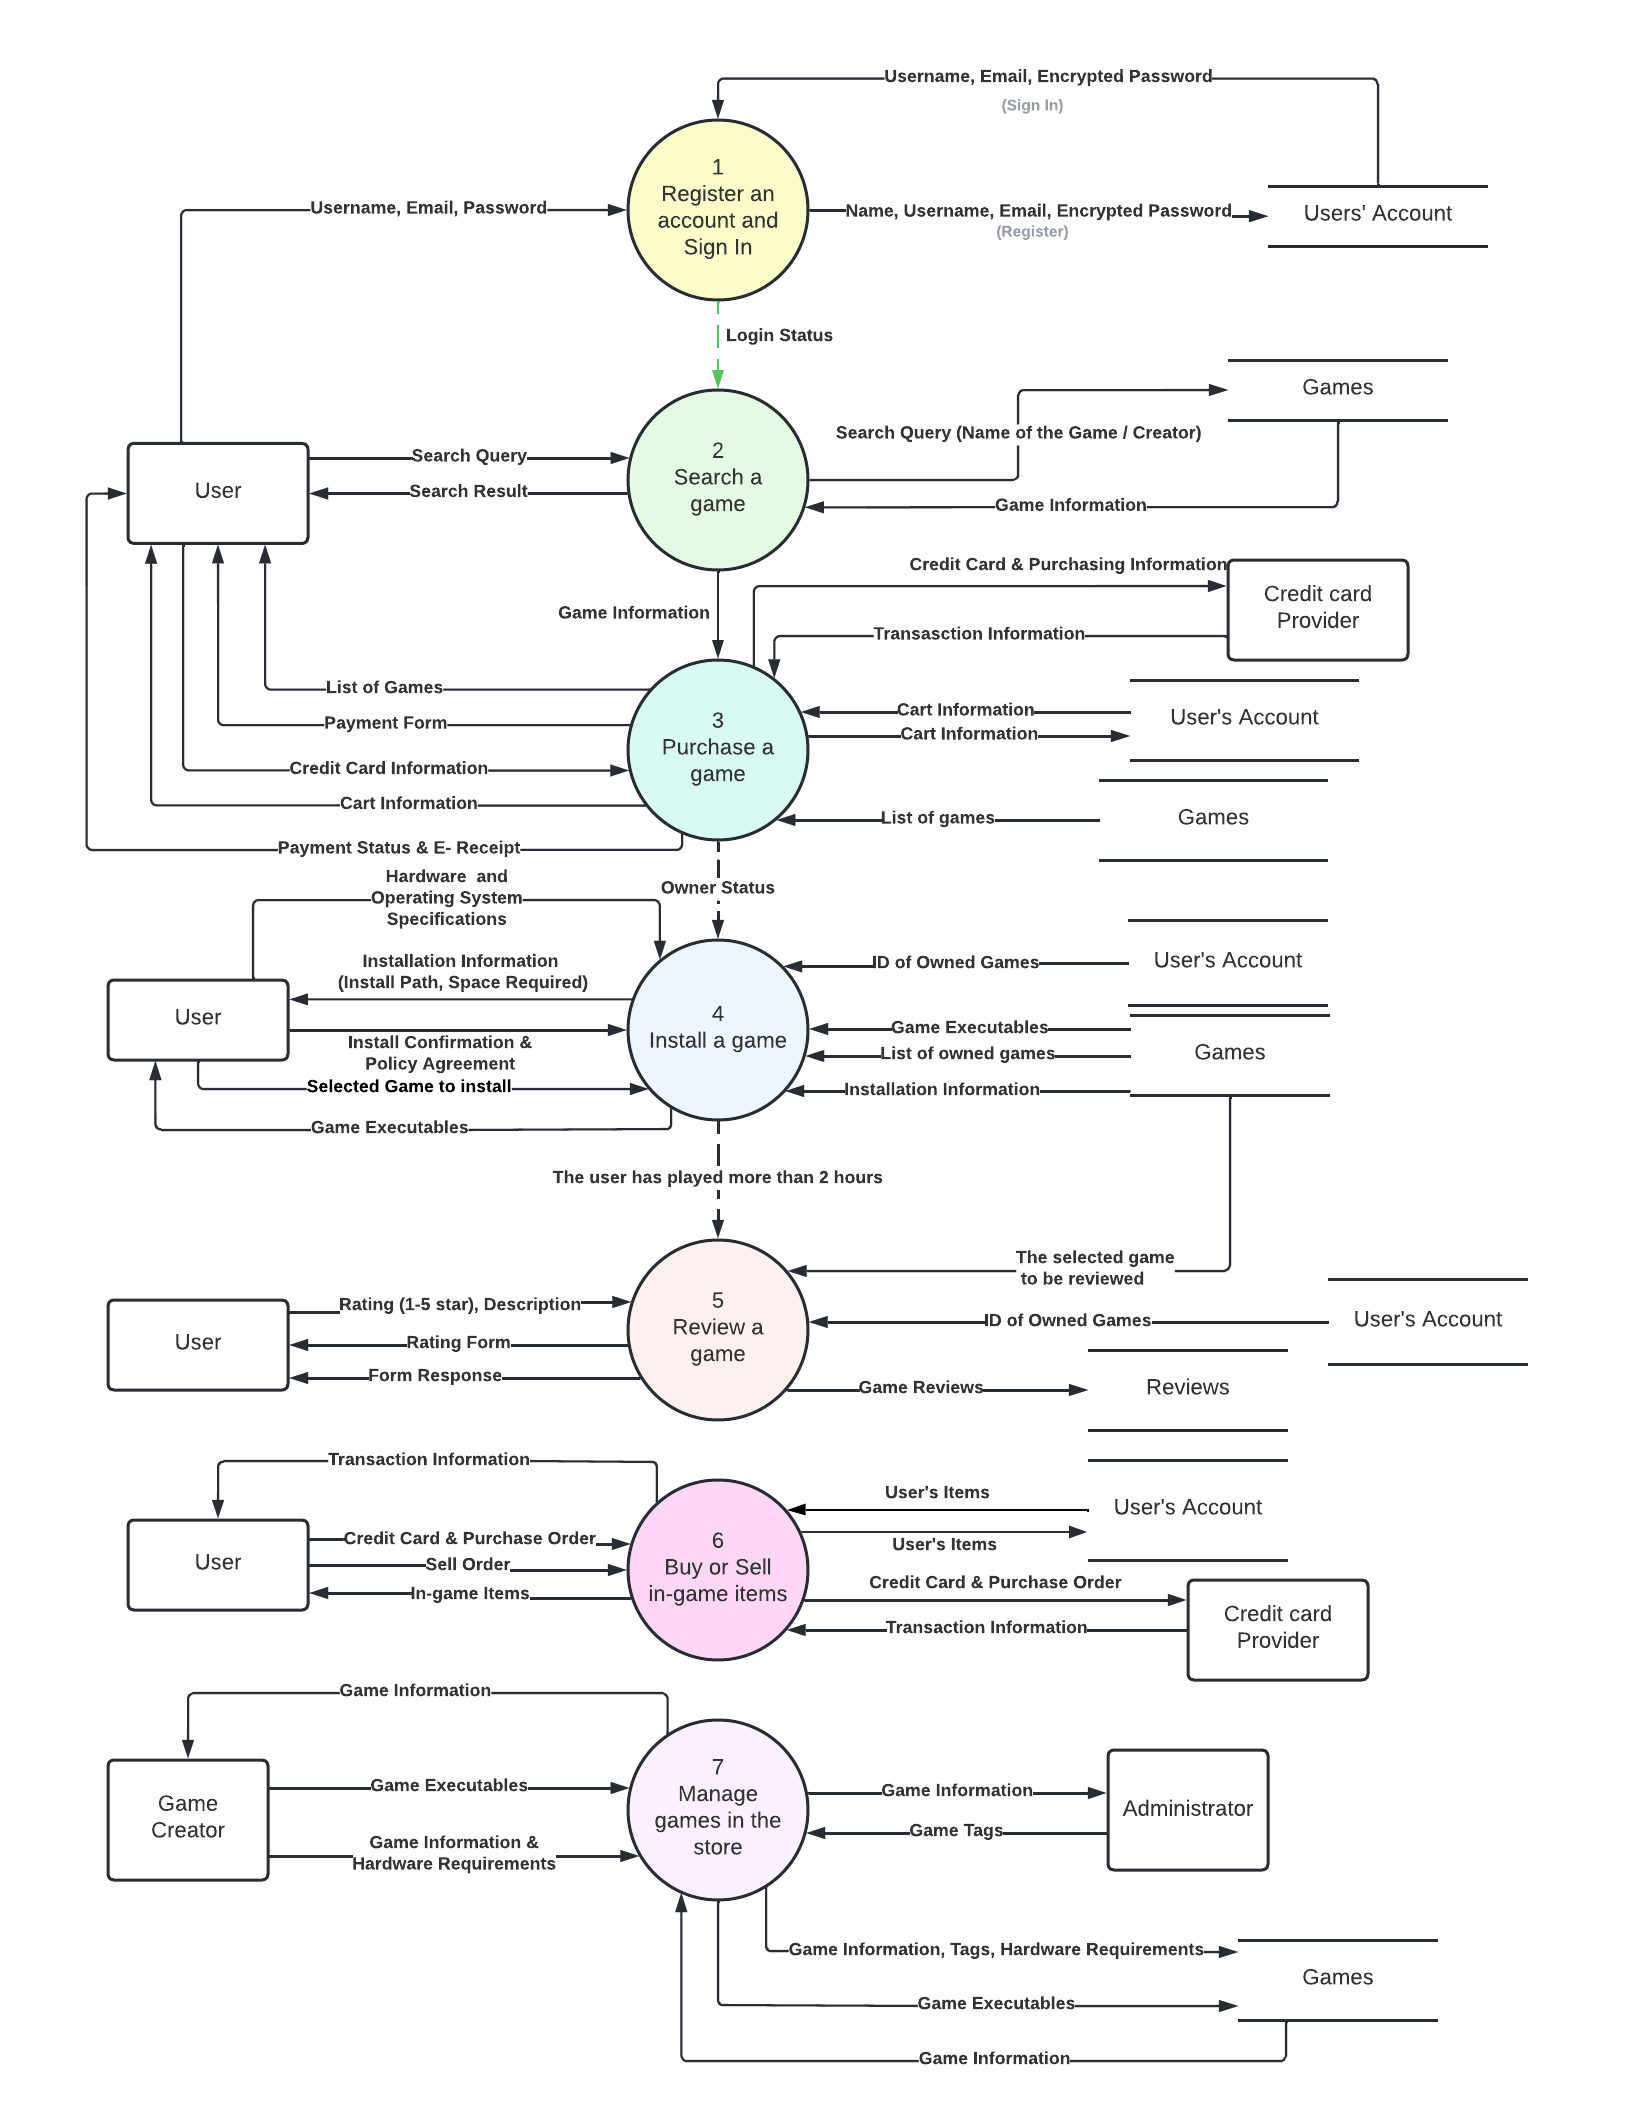 Username, Email, Encrypted Password
(Sign In)
1
Register an
account and
Sign In
Username, Email, Password
Name, Username, Email, Encrypted Password
(Register)
Users' Account
Login Status
Games
Search Query (Name of the Game / Creator)
2
Search a
game
User
Search Query
Search Result
Game Information
Credit Card & Purchasing Information
Credit card
Provider
Game Information
Transasction Information
List of Games
Cart Information
User's Account
Payment Form
3
Purchase a
game
Cart Information
Credit Card Information
Cart Information
List of games
Games
Payment Status & E- Receipt
Hardware  and
Operating System
Specifications
Owner Status
Installation Information
(Install Path, Space Required)
ID of Owned Games
User's Account
User
4
Install a game
Game Executables
List of owned games
Games
Install Confirmation &
Policy Agreement
Selected Game to install
Installation Information
Game Executables
The user has played more than 2 hours
The selected game
to be reviewed
5
Review a
game
Rating (1-5 star), Description
ID of Owned Games
User's Account
User
Rating Form
Form Response
Game Reviews
Reviews
Transaction Information
User's Items
User's Account
User's Items
Credit Card & Purchase Order
User
Sell Order
In-game Items
6
Buy or Sell
in-game items
Credit Card & Purchase Order
Transaction Information
Credit card
Provider
Game Information
7
Manage
games in the
store
Game
Creator
Game Executables
Game Information &
Hardware Requirements
Game Information
Administrator
Game Tags
Game Information, Tags, Hardware Requirements
Games
Game Executables
Game Information